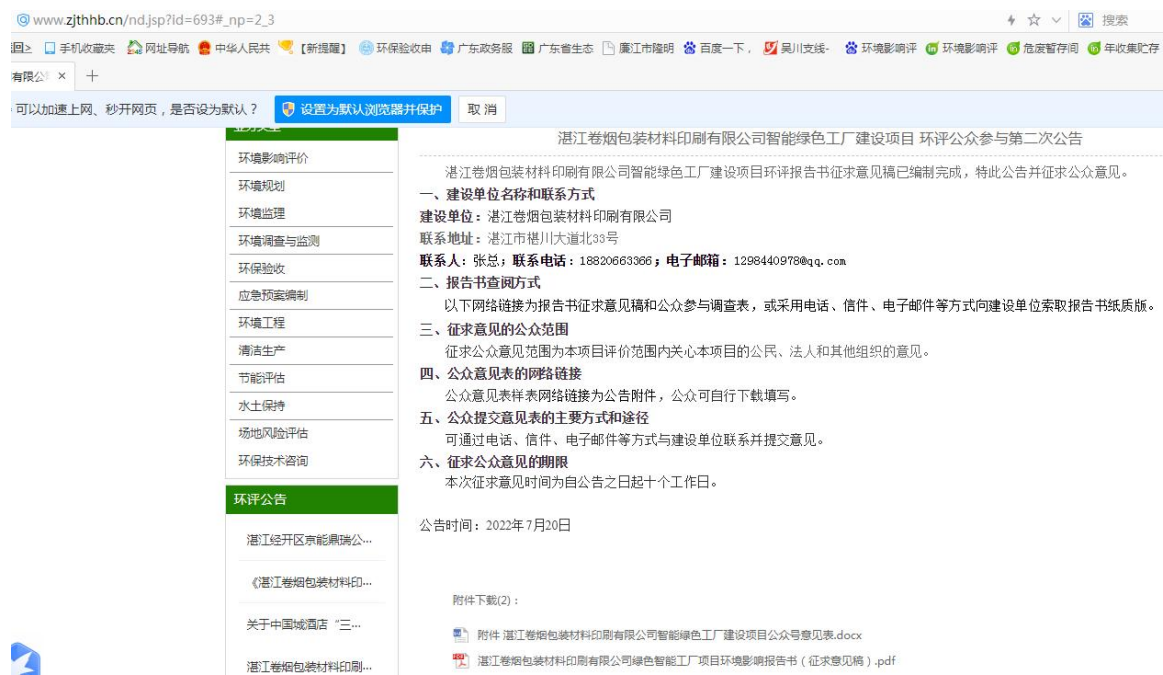 www.zjthhb.cn/nd.jsp?id=693#_np=2_3
搜索
回>
手机收藏夹
网址导航
中华人民共
【新提醒】
环保验收申
广东政务服
广东省生态
廉江市隆明
百度一下，
吴川支线-
环境影响评
环境影响评
危废暂存间
年收集贮存
有限公
可以加速上网、秒开网页，是否设为默认？
设置为默认浏览器并保护
取 消
环境影响评价
环境规划
环境监理
环境调查与监测
环保验收
应急预案编制
环境工程
清洁生产
节能评估
水土保持
场地风险评估
环保技术咨询
环评公告
湛江经开区京能鼎瑞公…
《湛江卷烟包装材料印…
关于中国城酒店“三…
湛江卷烟包装材料印刷…
湛江卷烟包装材料印刷有限公司智能绿色工厂建设项目 环评公众参与第二次公告
湛江卷烟包装材料印刷有限公司智能绿色工厂建设项目环评报告书征求意见稿已编制完成，特此公告并征求公众意见。
一、建设单位名称和联系方式
建设单位：湛江卷烟包装材料印刷有限公司
联系地址：湛江市椹川大道北33号
联系人：张总；联系电话：18820663366；电子邮箱：1298440978@qq.com
二、报告书查阅方式
以下网络链接为报告书征求意见稿和公众参与调查表，或采用电话、信件、电子邮件等方式向建设单位索取报告书纸质版。
三、征求意见的公众范围
征求公众意见范围为本项目评价范围内关心本项目的公民、法人和其他组织的意见。
四、公众意见表的网络链接
公众意见表样表网络链接为公告附件，公众可自行下载填写。
五、公众提交意见表的主要方式和途径
可通过电话、信件、电子邮件等方式与建设单位联系并提交意见。
六、征求公众意见的期限
本次征求意见时间为自公告之日起十个工作日。
公告时间：2022年7月20日
附件下载(2)：
附件 湛江卷烟包装材料印刷有限公司智能绿色工厂建设项目公众号意见表.docx
湛江卷烟包装材料印刷有限公司绿色智能工厂项目环境影响报告书（征求意见稿）.pdf